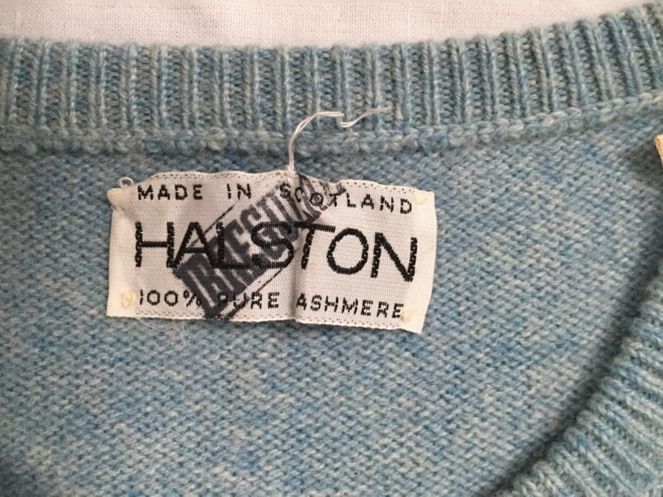 MADE IN SCOTLAND
HALSTON
100% PURE ASHMERE